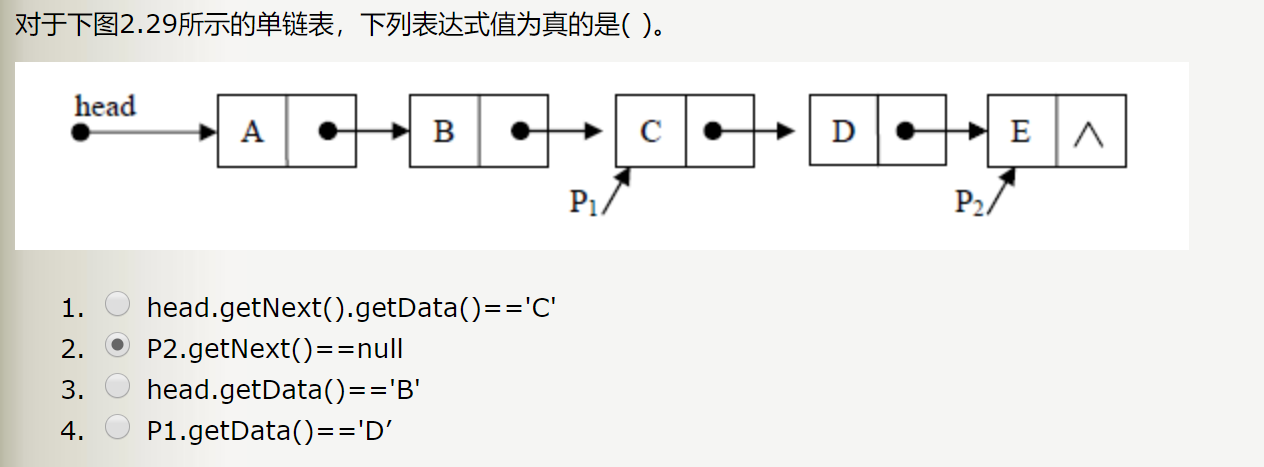 对于下图2.29所示的单链表，下列表达式值为真的是( )。
head
A B C D E ∧
P1 P2
1. head.getNext().getData()=='C'
2. P2.getNext()==null
3. head.getData()=='B'
4. P1.getData()=='D’